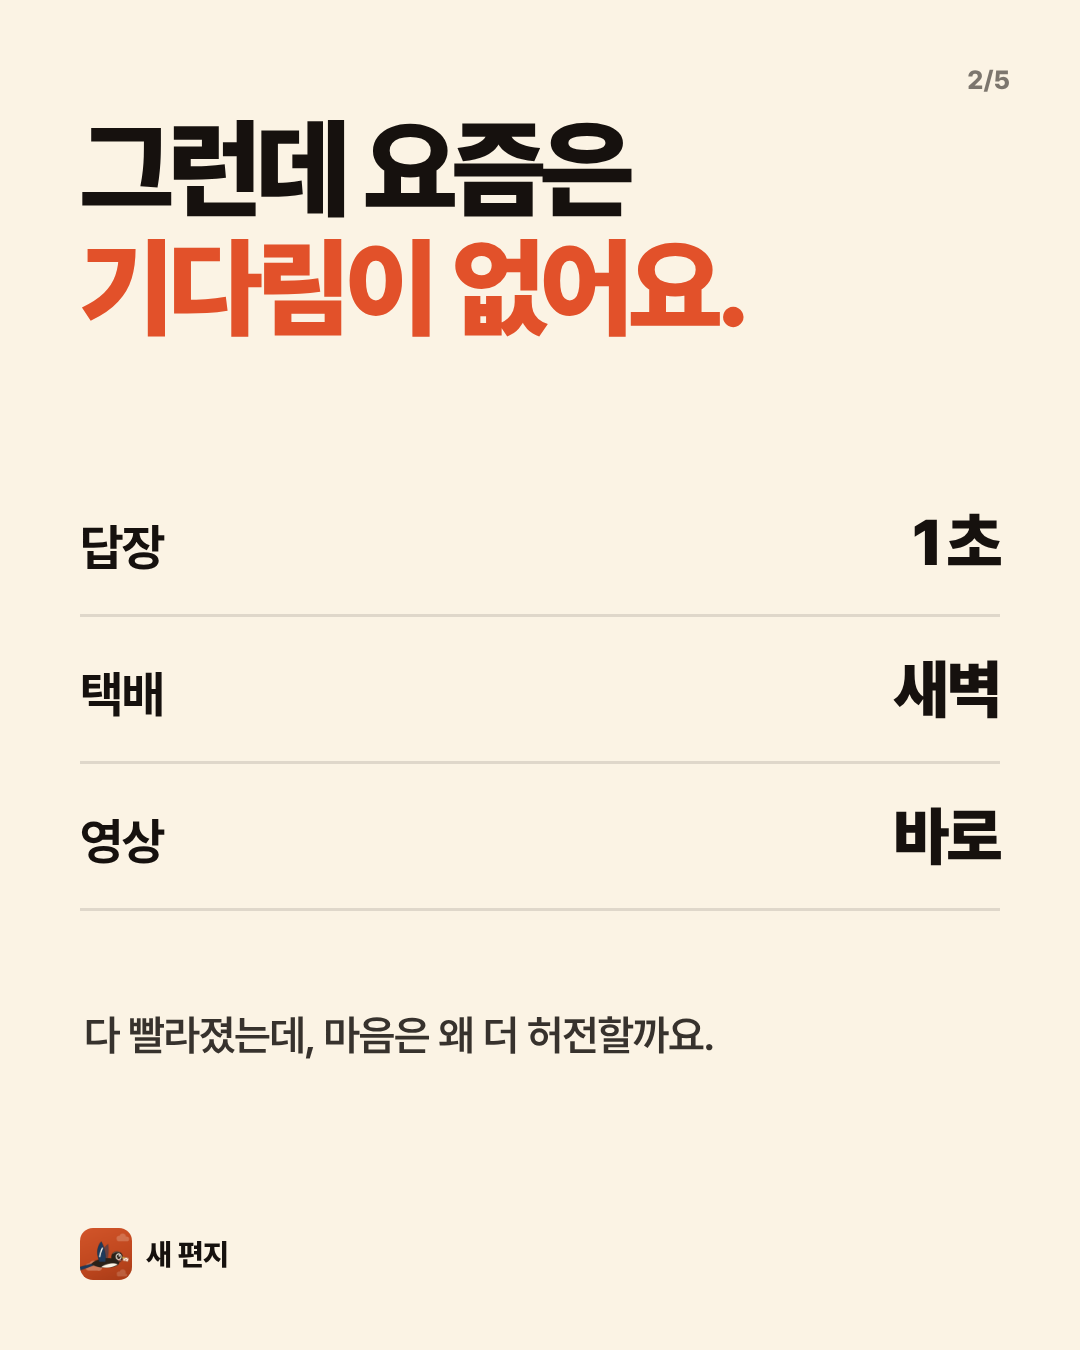 2/5
그런데 요즘은
기다림이 없어요.
답장 1초
택배 새벽
영상 바로
다 빨라졌는데, 마음은 왜 더 허전할까요.
새 편지